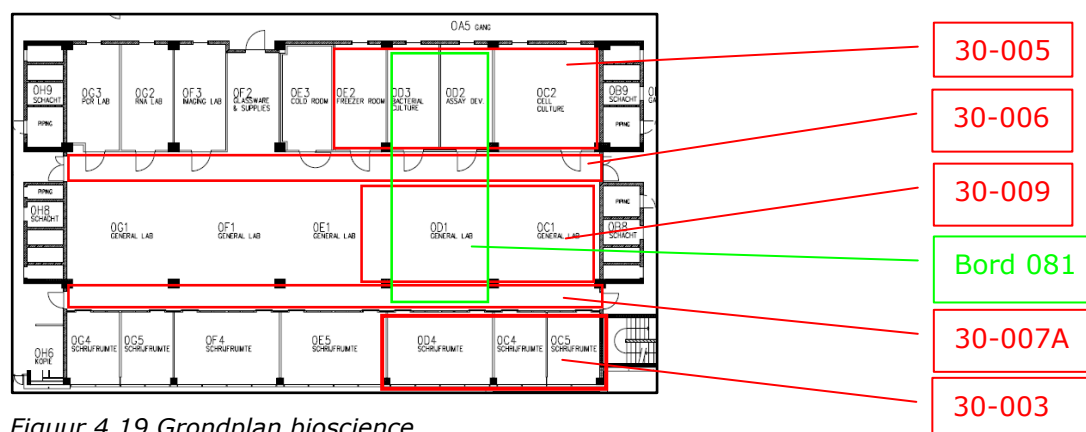 0A5 GANG
30-005
0H9
SCHACHT
0G3
PCR LAB
0G2
RNA LAB
0F3
IMAGING LAB
0F2
GLASSWARE
& SUPPLIES
0E3
COLD ROOM
0E2
FREEZER ROOM
0D3
BACTERIAL
CULTURE
0D2
ASSAY DEV.
0C2
CELL
CULTURE
0B9
SCHACHT
PIPING
PIPING
30-006
PIPING
PIPING
30-009
0H8
SCHACHT
0G1
GENERAL LAB
0F1
GENERAL LAB
0E1
GENERAL LAB
0D1
GENERAL LAB
0C1
GENERAL LAB
0B8
SCHACHT
Bord 081
30-007A
0H6
KOPIE
0G4
SCHRIJFRUIMTE
0G5
SCHRIJFRUIMTE
0F4
SCHRIJFRUIMTE
0E5
SCHRIJFRUIMTE
0D4
SCHRIJFRUIMTE
0C4
SCHRIJFRUIMTE
0C5
SCHRIJFRUIMTE
30-003
Figuur 4.19 Grondplan bioscience